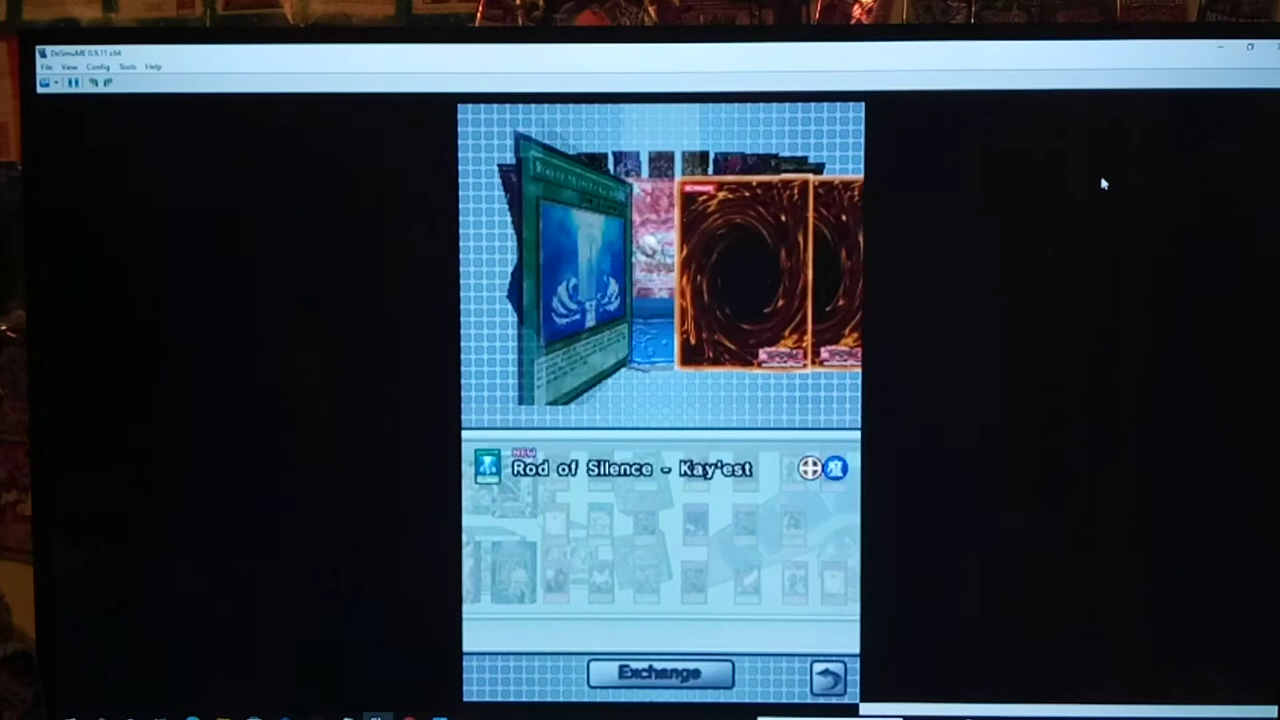 DeSmuME 0.9.11 x64
File View Config Tools Help
NEW
Rod of Silence - Kay'est
Exchange